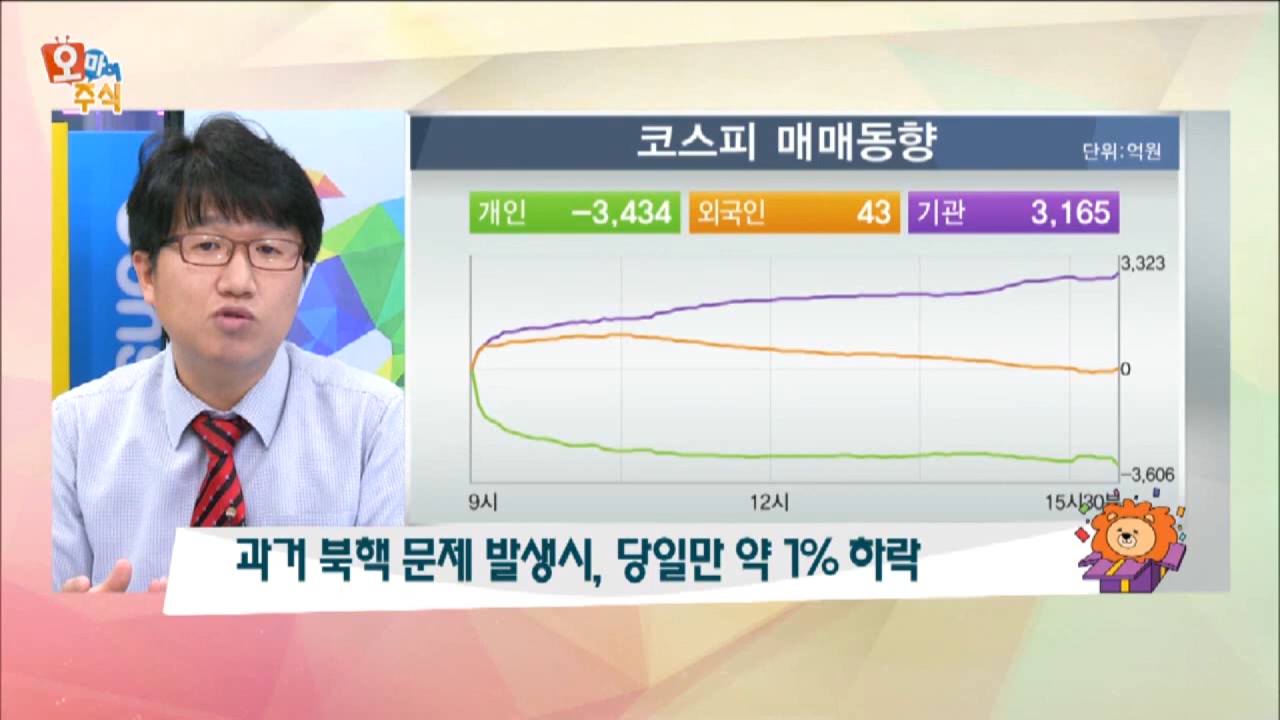 오마이
주식
코스피 매매동향
단위:억원
개인 -3,434 외국인 43 기관 3,165
3,323
0
-3,606
9시 12시 15시30분
과거 북핵 문제 발생시, 당일만 약 1% 하락